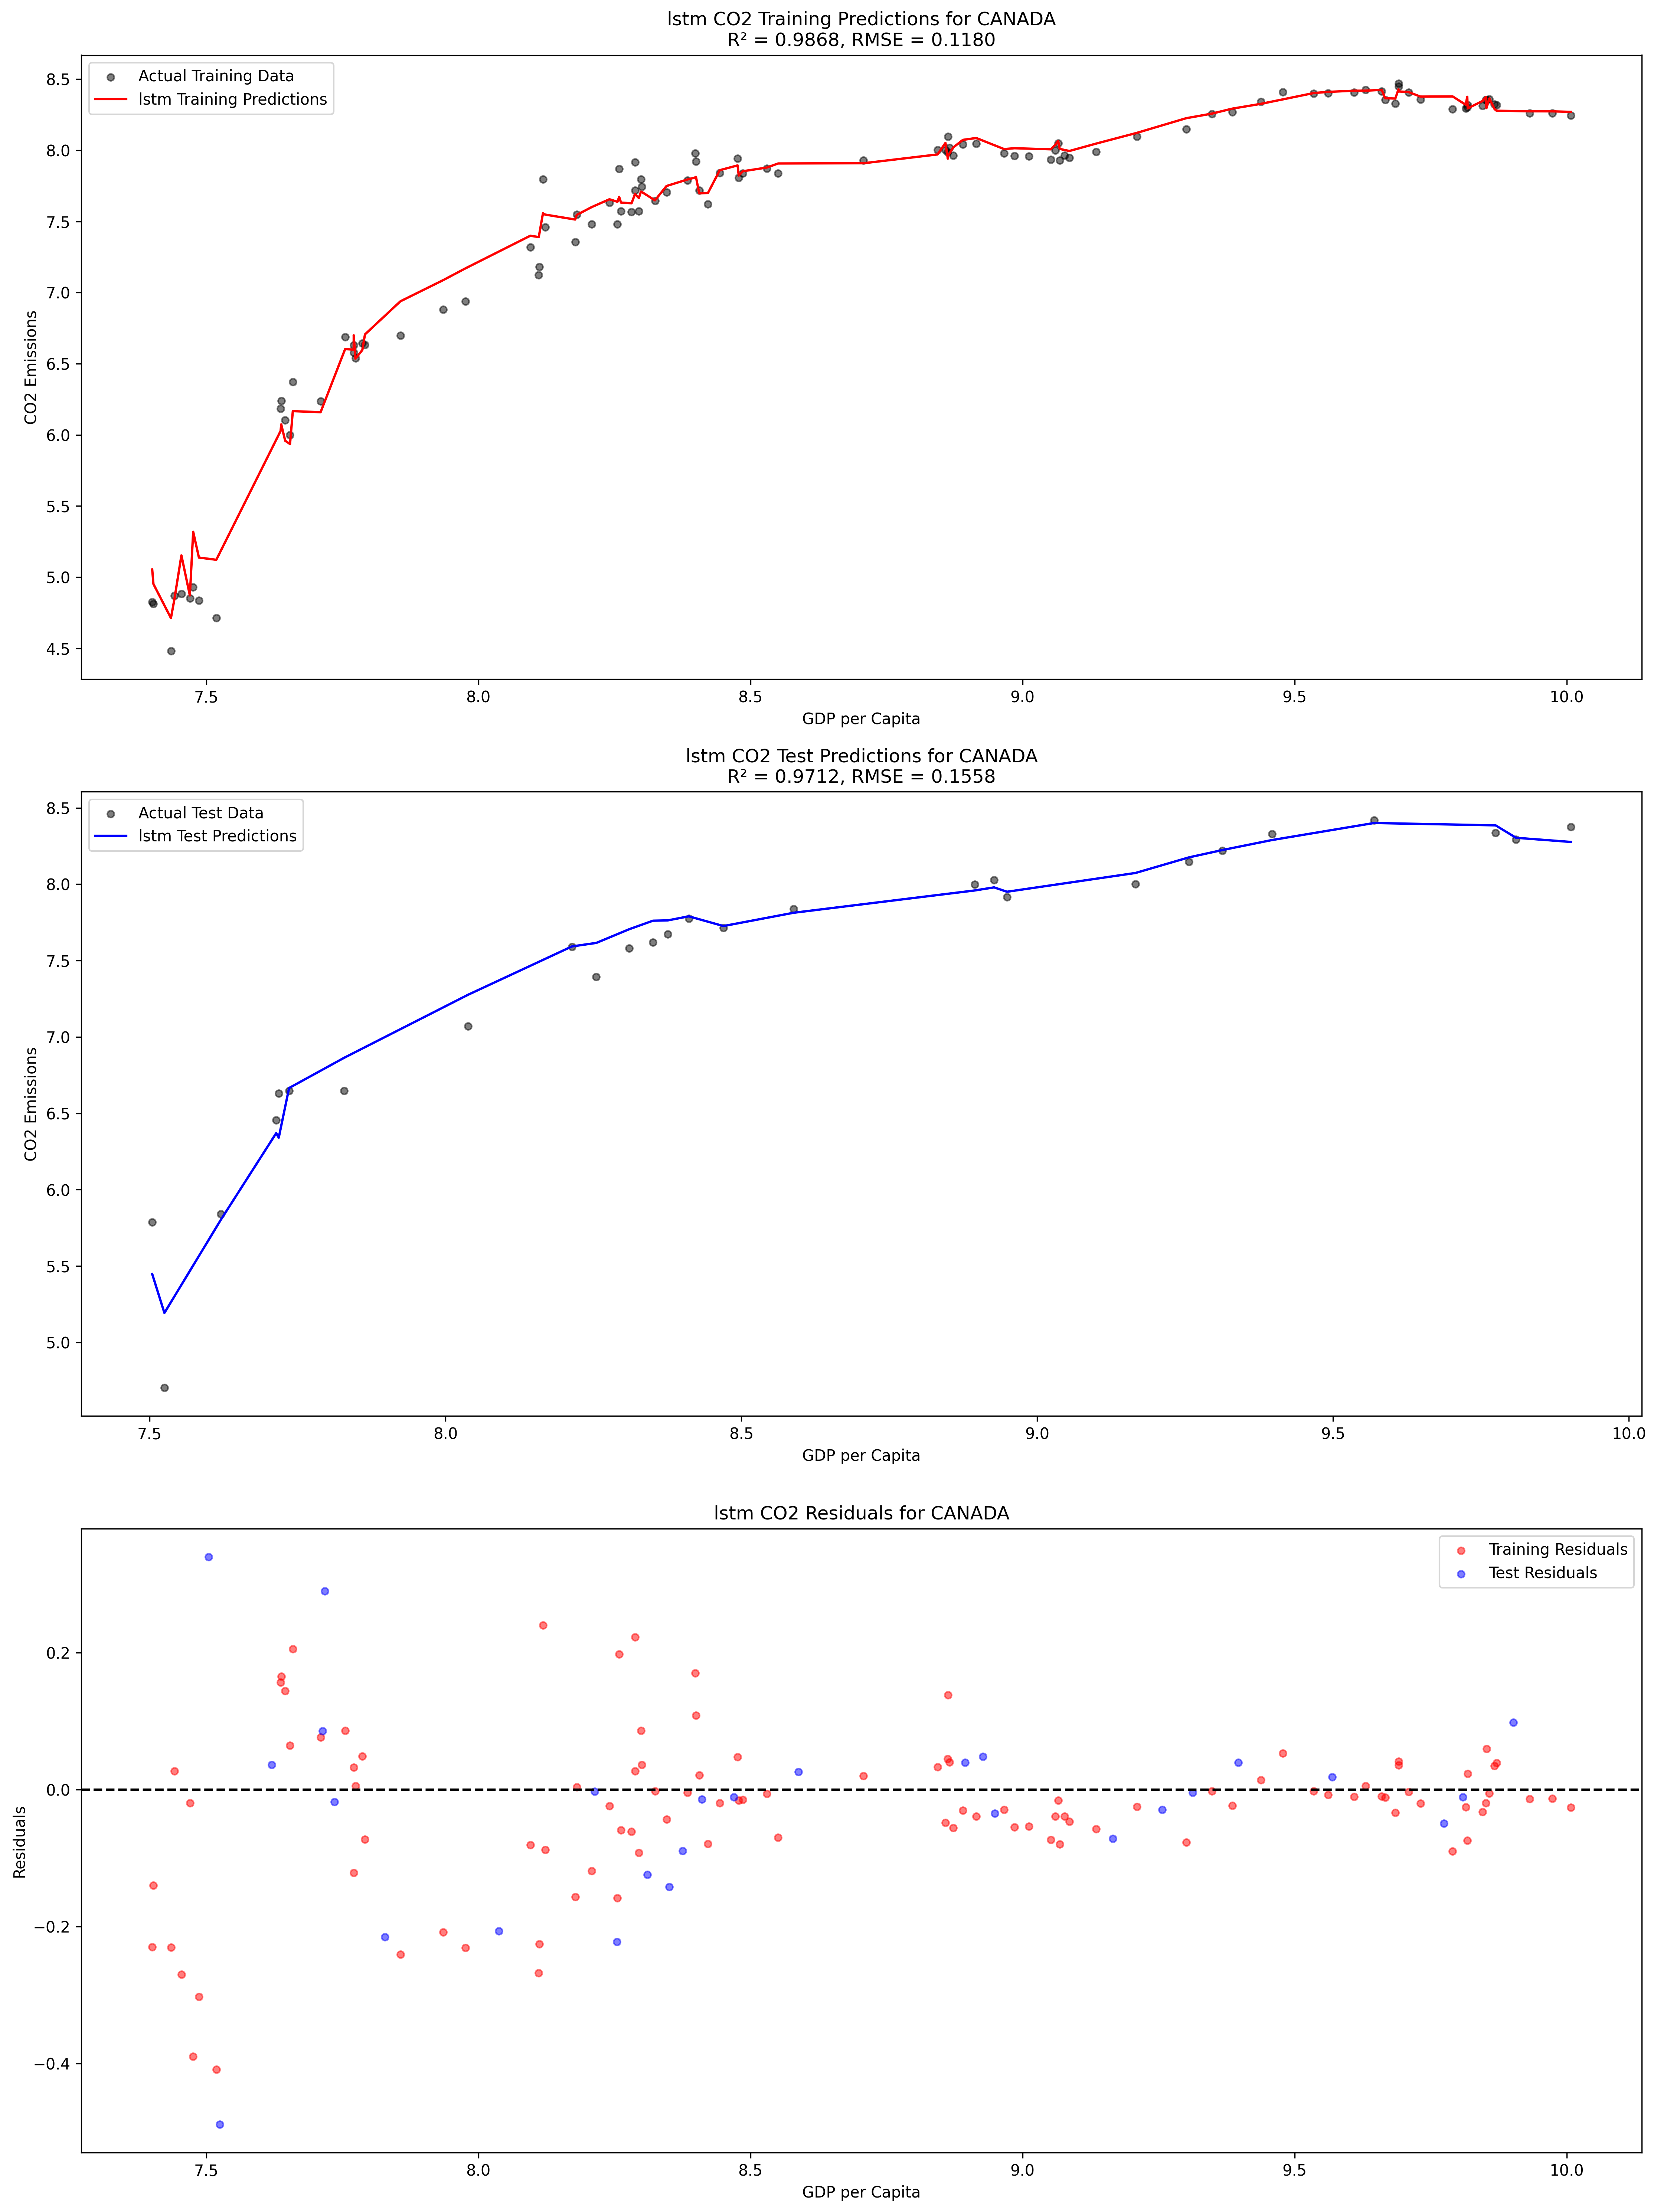 lstm CO2 Training Predictions for CANADA
R² = 0.9868, RMSE = 0.1180
Actual Training Data
lstm Training Predictions
8.5
8.0
7.5
7.0
6.5
6.0
5.5
5.0
4.5
CO2 Emissions
7.5 8.0 8.5 9.0 9.5 10.0
GDP per Capita
lstm CO2 Test Predictions for CANADA
R² = 0.9712, RMSE = 0.1558
Actual Test Data
lstm Test Predictions
8.5
8.0
7.5
7.0
6.5
6.0
5.5
5.0
CO2 Emissions
7.5 8.0 8.5 9.0 9.5 10.0
GDP per Capita
lstm CO2 Residuals for CANADA
Training Residuals
Test Residuals
0.2
0.0
−0.2
−0.4
Residuals
7.5 8.0 8.5 9.0 9.5 10.0
GDP per Capita